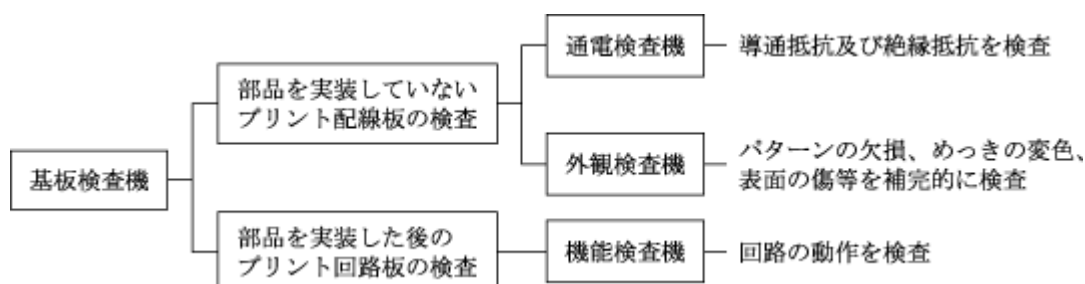 基板検査機
部品を実装していない
プリント配線板の検査
通電検査機
導通抵抗及び絶縁抵抗を検査
外観検査機
パターンの欠損、めっきの変色、
表面の傷等を補完的に検査
部品を実装した後の
プリント回路板の検査
機能検査機
回路の動作を検査